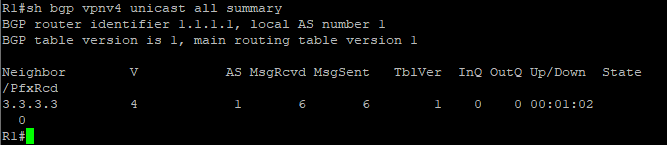 R1#sh bgp vpnv4 unicast all summary
BGP router identifier 1.1.1.1, local AS number 1
BGP table version is 1, main routing table version 1
Neighbor        V           AS MsgRcvd MsgSent   TblVer  InQ OutQ Up/Down  State
/PfxRcd
3.3.3.3         4            1       6       6        1    0    0 00:01:02
  0
R1#